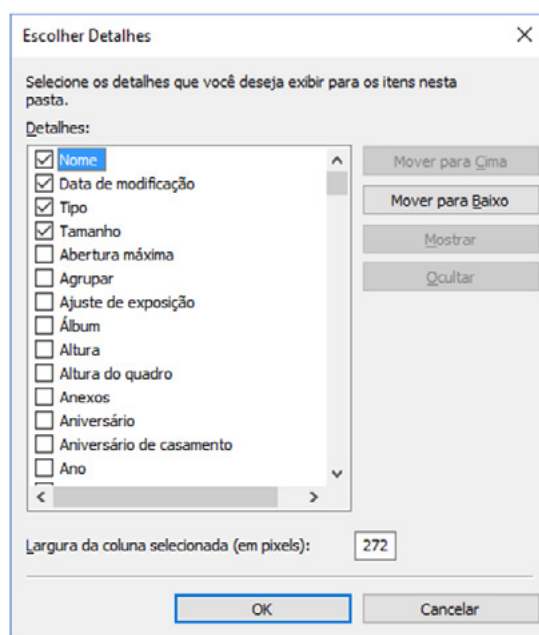 Escolher Detalhes
Selecione os detalhes que você deseja exibir para os itens nesta
pasta.
Detalhes:
Nome
Data de modificação
Tipo
Tamanho
Abertura máxima
Agrupar
Ajuste de exposição
Álbum
Altura
Altura do quadro
Anexos
Aniversário
Aniversário de casamento
Ano
Mover para Cima
Mover para Baixo
Mostrar
Ocultar
Largura da coluna selecionada (em pixels): 272
OK Cancelar